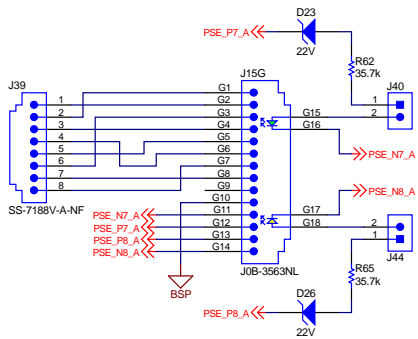 D23
PSE_P7_A
22V
R62
35.7k
J40
1
2
J39
1
2
3
4
5
6
7
8
SS-7188V-A-NF
J15G
G1
G2
G3
G4
G5
G6
G7
G8
G9
G10
G11
G12
G13
G14
G15
G16
G17
G18
J0B-3563NL
PSE_N7_A
PSE_N8_A
PSE_N7_A
PSE_P7_A
PSE_P8_A
PSE_N8_A
BSP
2
1
J44
R65
35.7k
D26
PSE_P8_A
22V